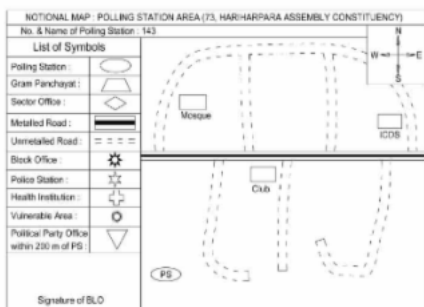 NOTIONAL MAP : POLLING STATION AREA (73, HARIHARPARA ASSEMBLY CONSTITUENCY)
No. & Name of Polling Station : 143
List of Symbols
Polling Station :
Gram Panchayat :
Sector Office :
Metalled Road :
Unmetalled Road :
Block Office :
Police Station :
Health Institution :
Vulnerable Area :
Political Party Office
within 200 m of PS :
Signature of BLO
N
W
E
S
Mosque
ICDS
Club
PS